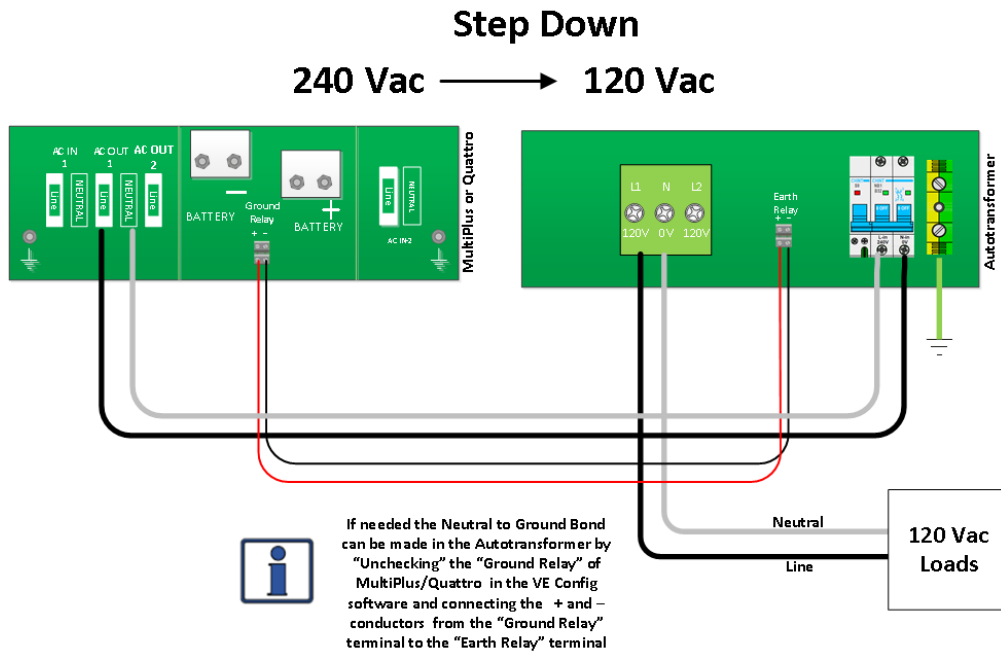 Step Down
240 Vac
120 Vac
AC IN
1
AC OUT
1
AC OUT
2
Line
NEUTRAL
Line
NEUTRAL
Line
–
BATTERY
Ground
Relay
+ –
+
BATTERY
Line
NEUTRAL
AC IN-2
MultiPlus or Quattro
L1 N L2
120V 0V 120V
Earth
Relay
+ –
L-in
240V
N-in
0V
Autotransformer
Neutral
Line
120 Vac
Loads
i
If needed the Neutral to Ground Bond
can be made in the Autotransformer by
“Unchecking” the “Ground Relay” of
MultiPlus/Quattro in the VE Config
software and connecting the + and –
conductors from the “Ground Relay”
terminal to the “Earth Relay” terminal